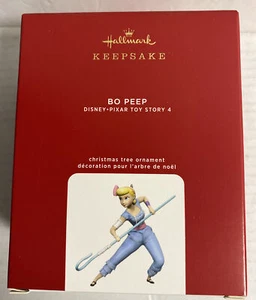 Hallmark
KEEPSAKE
BO PEEP
DISNEY•PIXAR TOY STORY 4
christmas tree ornament
décoration pour l'arbre de noël